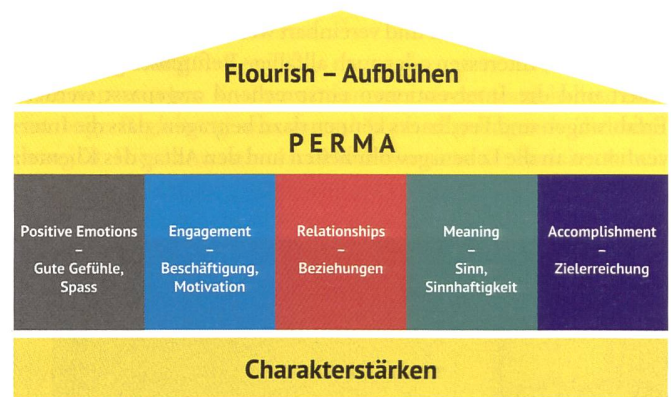 Flourish – Aufblühen
PERMA
Positive Emotions
–
Gute Gefühle,
Spass
Engagement
–
Beschäftigung,
Motivation
Relationships
–
Beziehungen
Meaning
–
Sinn,
Sinnhaftigkeit
Accomplishment
–
Zielerreichung
Charakterstärken